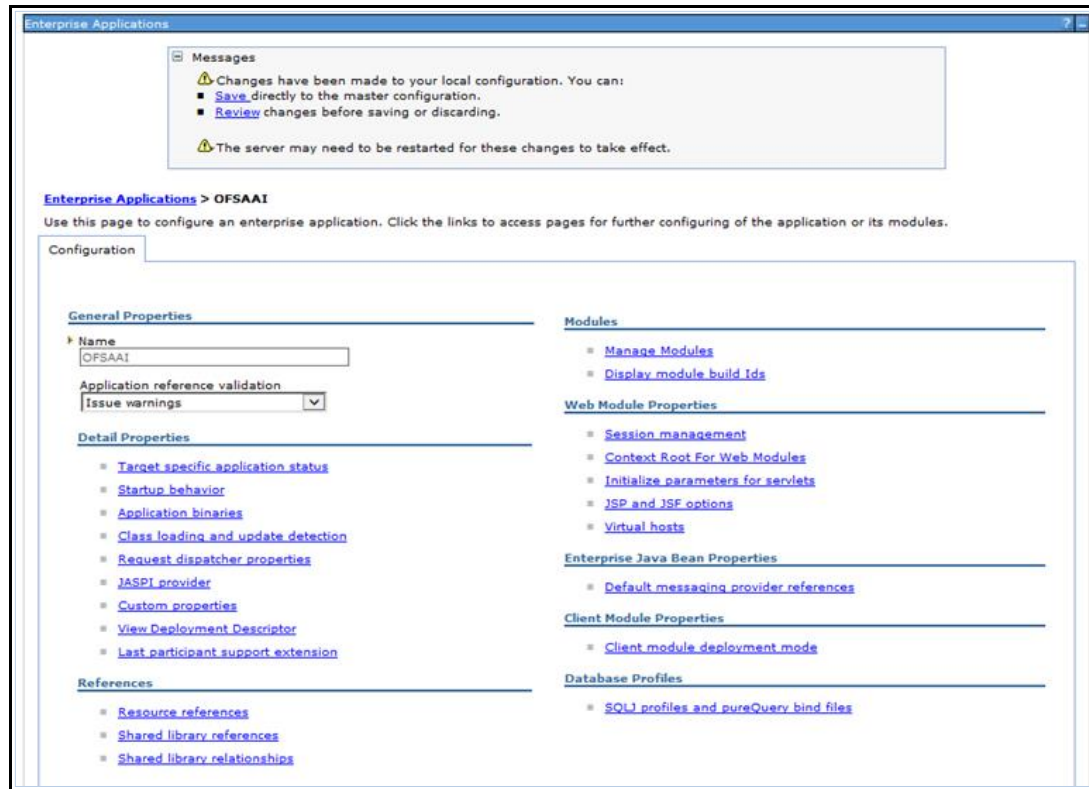 Enterprise Applications
?
Messages
Changes have been made to your local configuration. You can:
Save directly to the master configuration.
Review changes before saving or discarding.
The server may need to be restarted for these changes to take effect.
Enterprise Applications > OFSAAI
Use this page to configure an enterprise application. Click the links to access pages for further configuring of the application or its modules.
Configuration
General Properties
Name
OFSAAI
Application reference validation
Issue warnings
Detail Properties
Target specific application status
Startup behavior
Application binaries
Class loading and update detection
Request dispatcher properties
JASPI provider
Custom properties
View Deployment Descriptor
Last participant support extension
References
Resource references
Shared library references
Shared library relationships
Modules
Manage Modules
Display module build Ids
Web Module Properties
Session management
Context Root For Web Modules
Initialize parameters for servlets
JSP and JSF options
Virtual hosts
Enterprise Java Bean Properties
Default messaging provider references
Client Module Properties
Client module deployment mode
Database Profiles
SQLJ profiles and pureQuery bind files